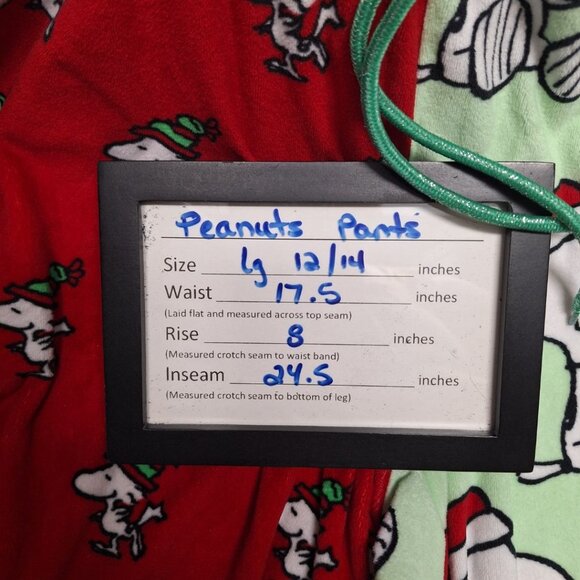 Peanuts Pants
Size lg 12/14 inches
Waist 17.5 inches
(Laid flat and measured across top seam)
Rise 8 inches
(Measured crotch seam to waist band)
Inseam 24.5 inches
(Measured crotch seam to bottom of leg)